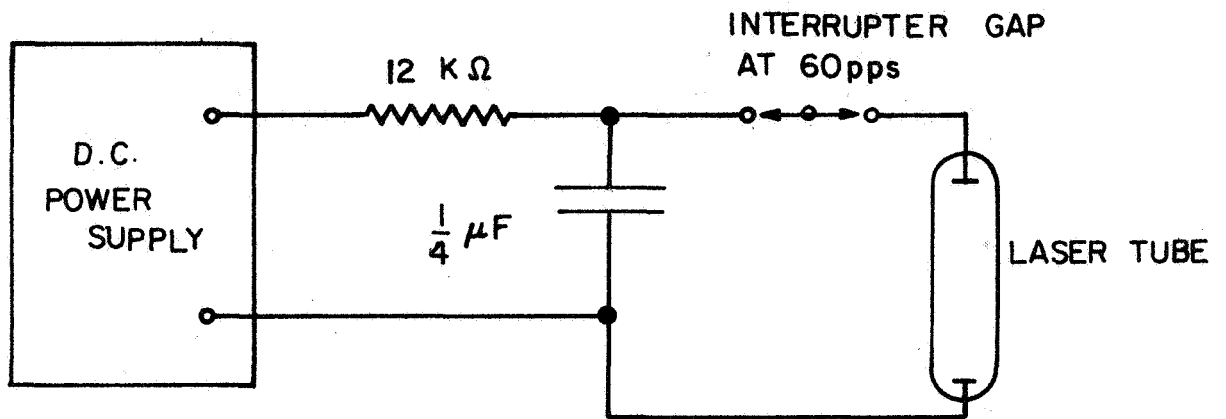 INTERRUPTER GAP
AT 60pps
12 KΩ
D.C.
POWER
SUPPLY
1/4 μF
LASER TUBE